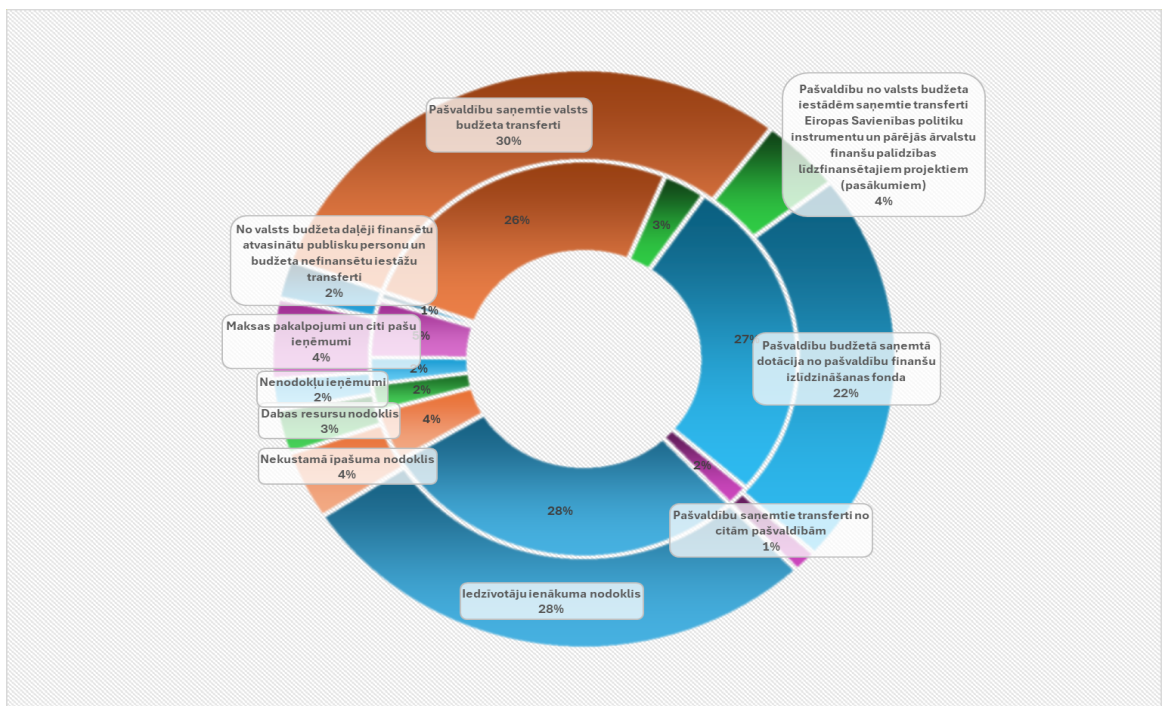 Pašvaldību saņemtie valsts
budžeta transferti
30%
Pašvaldību no valsts budžeta
iestādēm saņemtie transferti
Eiropas Savienības politiku
instrumentu un pārējās ārvalstu
finanšu palīdzības
līdzfinansētajiem projektiem
(pasākumiem)
4%
26%
3%
No valsts budžeta daļēji finansētu
atvasinātu publisku personu un
budžeta nefinansētu iestāžu
transferti
2%
1%
Maksas pakalpojumi un citi pašu
ieņēmumi
4%
27%
Pašvaldību budžetā saņemtā
dotācija no pašvaldību finanšu
izlīdzināšanas fonda
22%
2%
Nenodokļu ieņēmumi
2%
2%
Dabas resursu nodoklis
3%
4%
Nekustamā īpašuma nodoklis
4%
2%
28%
Pašvaldību saņemtie transferti no
citām pašvaldībām
1%
Iedzīvotāju ienākuma nodoklis
28%